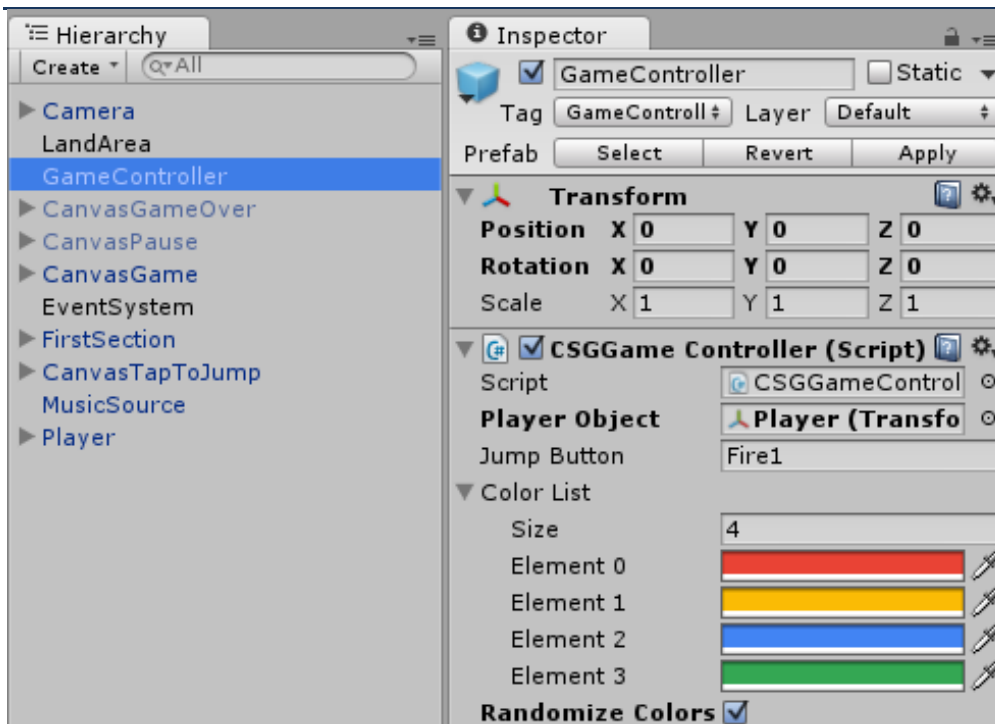 Hierarchy
Create
All
Camera
LandArea
GameController
CanvasGameOver
CanvasPause
CanvasGame
EventSystem
FirstSection
CanvasTapToJump
MusicSource
Player
Inspector
GameController Static
Tag GameControll Layer Default
Prefab Select Revert Apply
Transform
Position X 0 Y 0 Z 0
Rotation X 0 Y 0 Z 0
Scale X 1 Y 1 Z 1
C# CSGGame Controller (Script)
Script CSGGameControl
Player Object Player (Transfo
Jump Button Fire1
Color List
Size 4
Element 0
Element 1
Element 2
Element 3
Randomize Colors